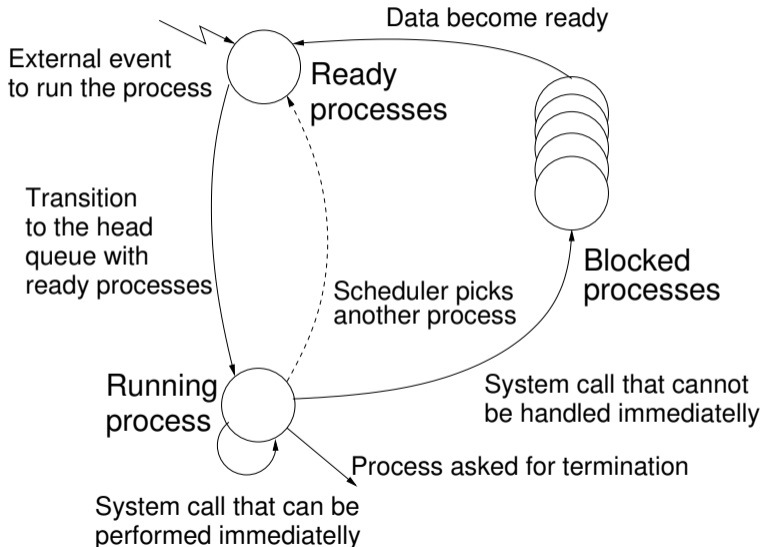 Data become ready
External event
to run the process
Ready
processes
Transition
to the head
queue with
ready processes
Blocked
processes
Scheduler picks
another process
Running
process
System call that cannot
be handled immediatelly
Process asked for termination
System call that can be
performed immediatelly